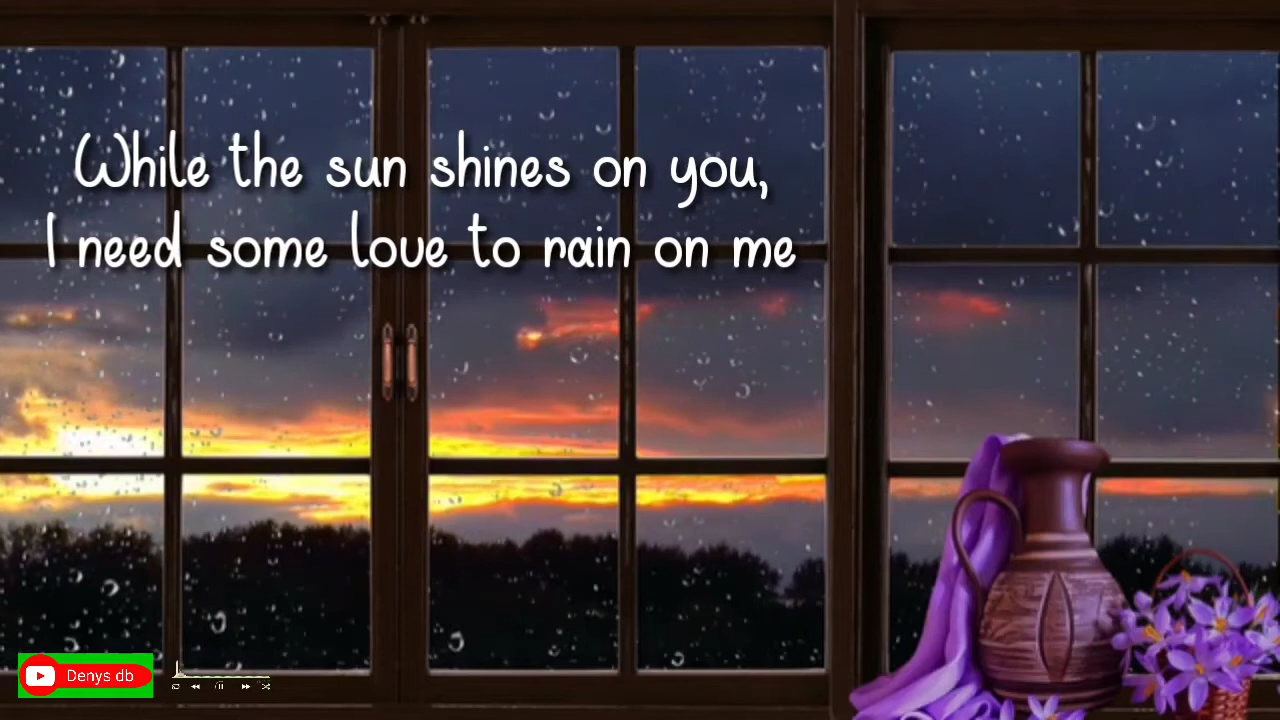 While the sun shines on you,
I need some love to rain on me
Denys db